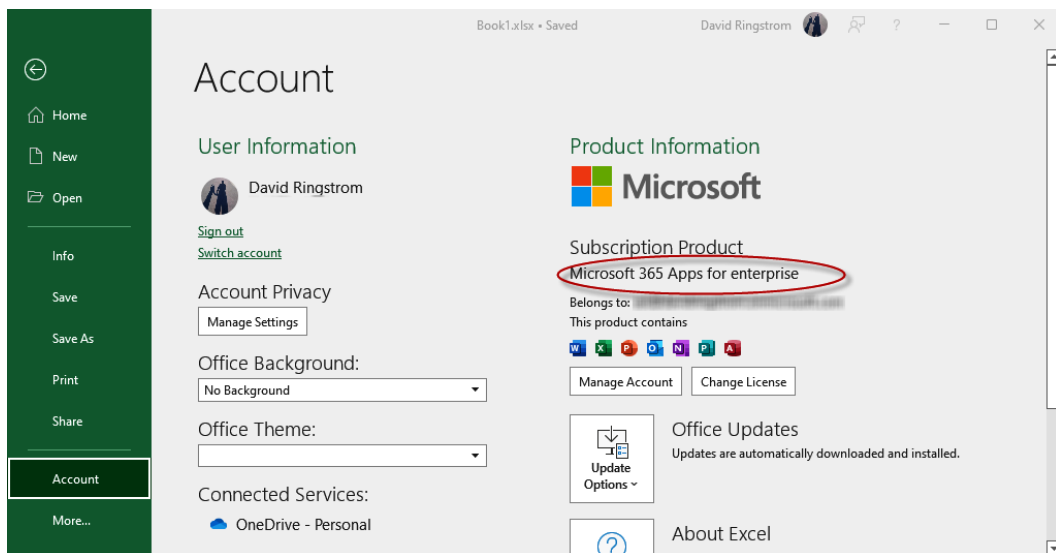 Book1.xlsx • Saved
David Ringstrom
?
Account
Home
New
Open
Info
Save
Save As
Print
Share
Account
More...
User Information
David Ringstrom
Sign out
Switch account
Account Privacy
Manage Settings
Office Background:
No Background
Office Theme:
Connected Services:
OneDrive - Personal
Product Information
Microsoft
Subscription Product
Microsoft 365 Apps for enterprise
Belongs to:
This product contains
W X P O N P A
Manage Account
Change License
Update
Options
Office Updates
Updates are automatically downloaded and installed.
?
About Excel